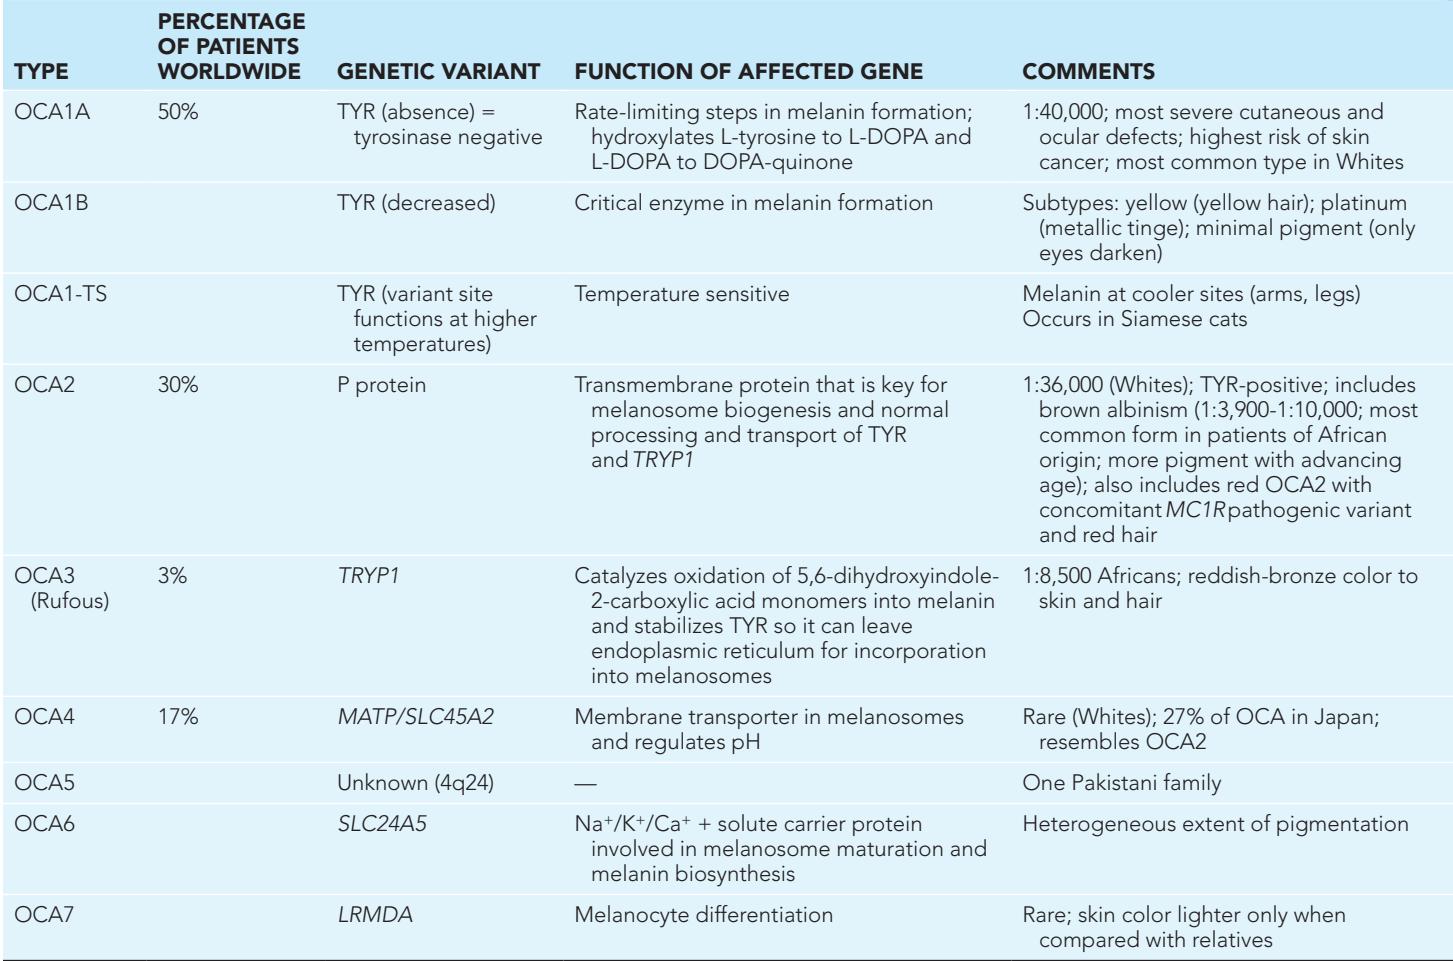 TYPE PERCENTAGE OF PATIENTS WORLDWIDE GENETIC VARIANT FUNCTION OF AFFECTED GENE COMMENTS
OCA1A 50% TYR (absence) = Rate-limiting steps in melanin formation; 1:40,000; most severe cutaneous and
tyrosinase negative hydroxylates L-tyrosine to L-DOPA and ocular defects; highest risk of skin
L-DOPA to DOPA-quinone cancer; most common type in Whites
OCA1B TYR (decreased) Critical enzyme in melanin formation Subtypes: yellow (yellow hair); platinum
(metallic tinge); minimal pigment (only
eyes darken)
OCA1-TS TYR (variant site Temperature sensitive Melanin at cooler sites (arms, legs)
functions at higher Occurs in Siamese cats
temperatures)
OCA2 30% P protein Transmembrane protein that is key for 1:36,000 (Whites); TYR-positive; includes
melanosome biogenesis and normal brown albinism (1:3,900-1:10,000; most
processing and transport of TYR common form in patients of African
and TRYP1 origin; more pigment with advancing
age); also includes red OCA2 with
concomitant MC1R pathogenic variant
and red hair
OCA3 3% TRYP1 Catalyzes oxidation of 5,6-dihydroxyindole- 1:8,500 Africans; reddish-bronze color to
(Rufous) 2-carboxylic acid monomers into melanin skin and hair
and stabilizes TYR so it can leave
endoplasmic reticulum for incorporation
into melanosomes
OCA4 17% MATP/SLC45A2 Membrane transporter in melanosomes Rare (Whites); 27% of OCA in Japan;
and regulates pH resembles OCA2
OCA5 Unknown (4q24) — One Pakistani family
OCA6 SLC24A5 Na⁺/K⁺/Ca⁺ + solute carrier protein Heterogeneous extent of pigmentation
involved in melanosome maturation and
melanin biosynthesis
OCA7 LRMDA Melanocyte differentiation Rare; skin color lighter only when
compared with relatives